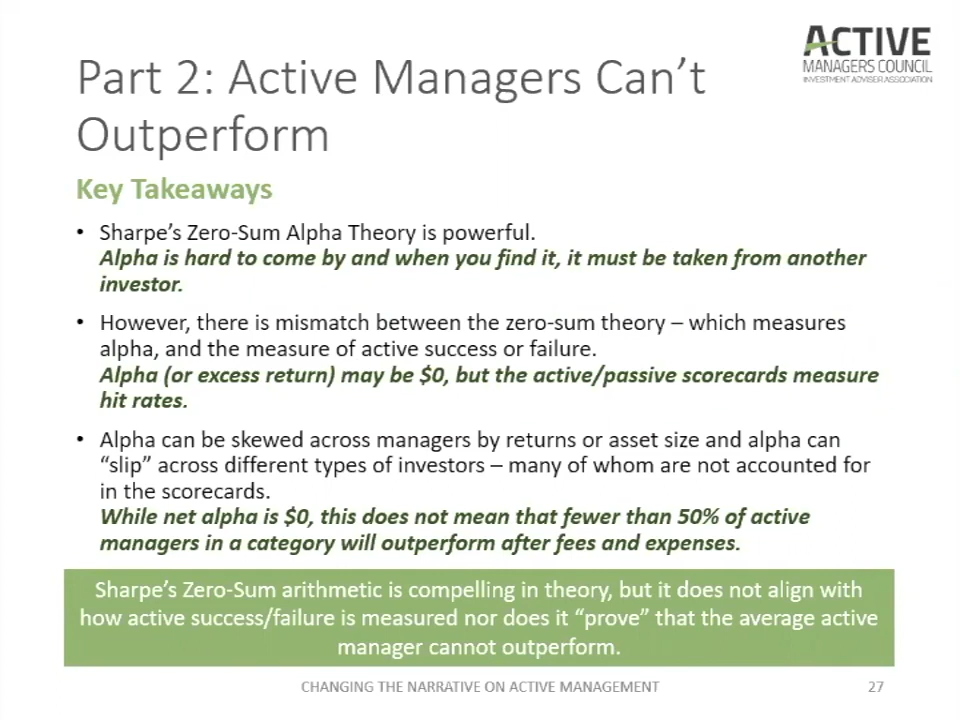 ACTIVE
MANAGERS COUNCIL
INVESTMENT ADVISER ASSOCIATION
Part 2: Active Managers Can’t
Outperform
Key Takeaways
• Sharpe’s Zero-Sum Alpha Theory is powerful.
Alpha is hard to come by and when you find it, it must be taken from another
investor.
• However, there is mismatch between the zero-sum theory – which measures
alpha, and the measure of active success or failure.
Alpha (or excess return) may be $0, but the active/passive scorecards measure
hit rates.
• Alpha can be skewed across managers by returns or asset size and alpha can
“slip” across different types of investors – many of whom are not accounted for
in the scorecards.
While net alpha is $0, this does not mean that fewer than 50% of active
managers in a category will outperform after fees and expenses.
Sharpe’s Zero-Sum arithmetic is compelling in theory, but it does not align with
how active success/failure is measured nor does it “prove” that the average active
manager cannot outperform.
CHANGING THE NARRATIVE ON ACTIVE MANAGEMENT
27